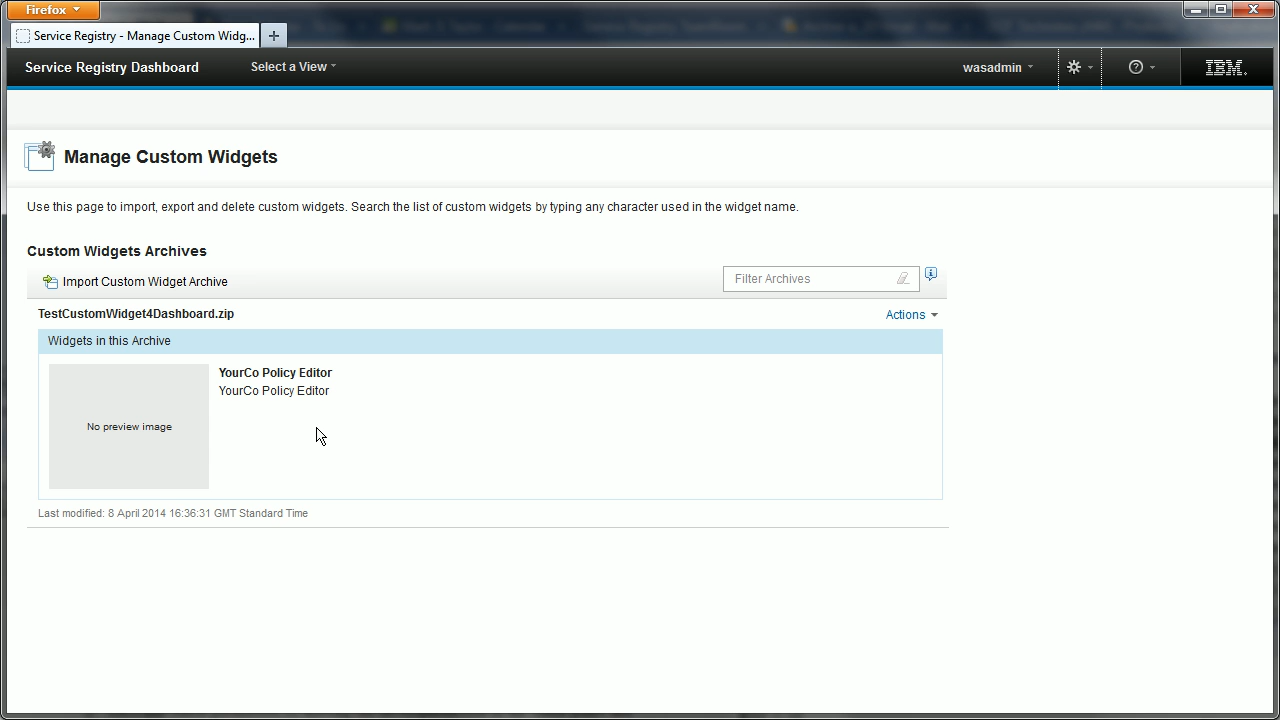 Firefox
Service Registry - Manage Custom Widg...
Service Registry Dashboard
Select a View
wasadmin
IBM
Manage Custom Widgets
Use this page to import, export and delete custom widgets. Search the list of custom widgets by typing any character used in the widget name.
Custom Widgets Archives
Import Custom Widget Archive
Filter Archives
TestCustomWidget4Dashboard.zip
Actions
Widgets in this Archive
No preview image
YourCo Policy Editor
YourCo Policy Editor
Last modified: 8 April 2014 16:36:31 GMT Standard Time